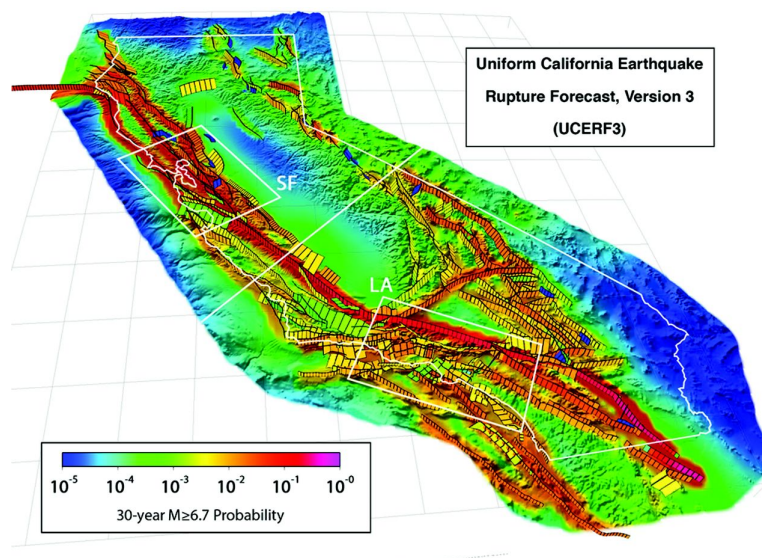 Uniform California Earthquake
Rupture Forecast, Version 3
(UCERF3)
SF
LA
10⁻⁵ 10⁻⁴ 10⁻³ 10⁻² 10⁻¹ 10⁻⁰
30-year M≥6.7 Probability